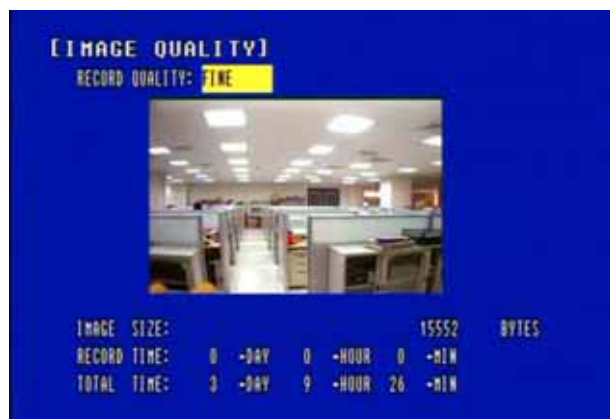 [IMAGE QUALITY]
RECORD QUALITY: FINE
IMAGE SIZE: 15552 BYTES
RECORD TIME: 0 -DAY 0 -HOUR 0 -MIN
TOTAL TIME: 3 -DAY 9 -HOUR 26 -MIN